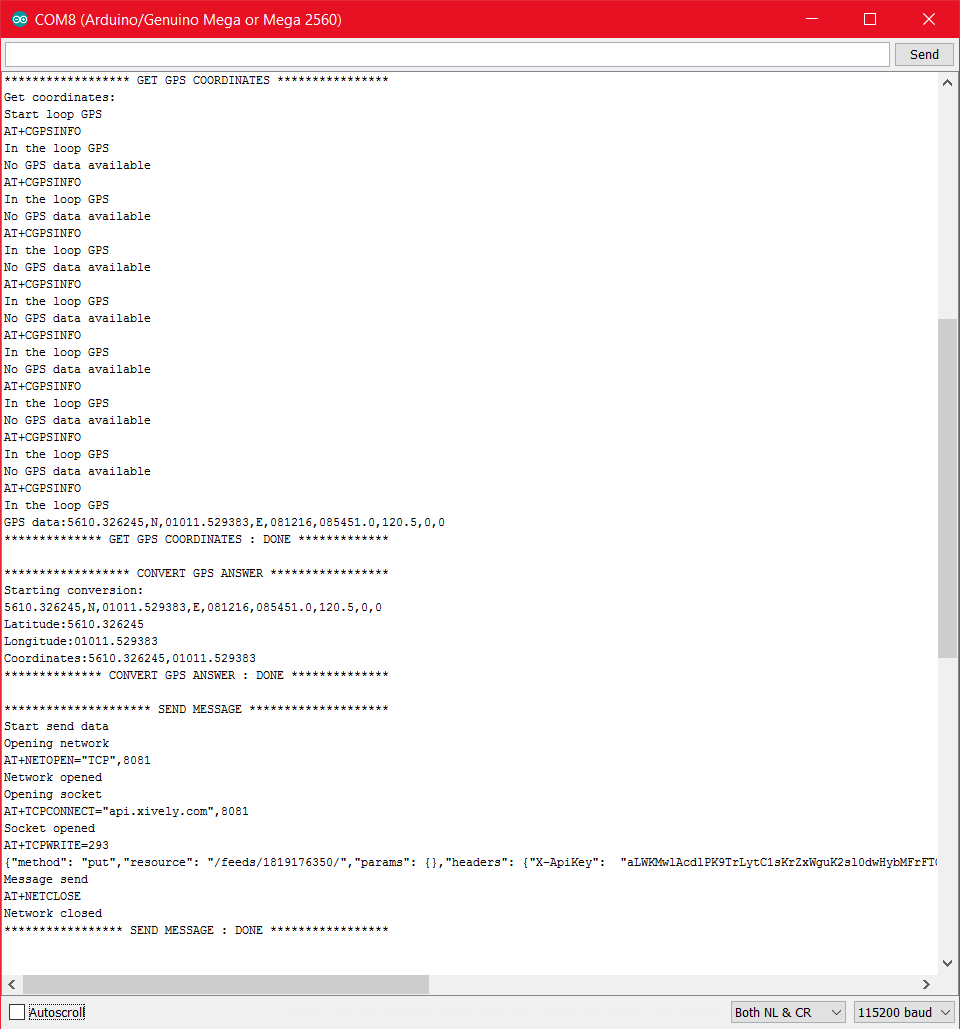 COM8 (Arduino/Genuino Mega or Mega 2560)
Send
****************** GET GPS COORDINATES ****************
Get coordinates:
Start loop GPS
AT+CGPSINFO
In the loop GPS
No GPS data available
AT+CGPSINFO
In the loop GPS
No GPS data available
AT+CGPSINFO
In the loop GPS
No GPS data available
AT+CGPSINFO
In the loop GPS
No GPS data available
AT+CGPSINFO
In the loop GPS
No GPS data available
AT+CGPSINFO
In the loop GPS
No GPS data available
AT+CGPSINFO
In the loop GPS
No GPS data available
AT+CGPSINFO
In the loop GPS
GPS data:5610.326245,N,01011.529383,E,081216,085451.0,120.5,0,0
************** GET GPS COORDINATES : DONE *************
****************** CONVERT GPS ANSWER *****************
Starting conversion:
5610.326245,N,01011.529383,E,081216,085451.0,120.5,0,0
Latitude:5610.326245
Longitude:01011.529383
Coordinates:5610.326245,01011.529383
************** CONVERT GPS ANSWER : DONE **************
********************* SEND MESSAGE ********************
Start send data
Opening network
AT+NETOPEN="TCP",8081
Network opened
Opening socket
AT+TCPCONNECT="api.xively.com",8081
Socket opened
AT+TCPWRITE=293
{"method": "put","resource": "/feeds/1819176350/","params": {},"headers": {"X-ApiKey":
Message send
AT+NETCLOSE
Network closed
***************** SEND MESSAGE : DONE *****************
Autoscroll
Both NL & CR
115200 baud